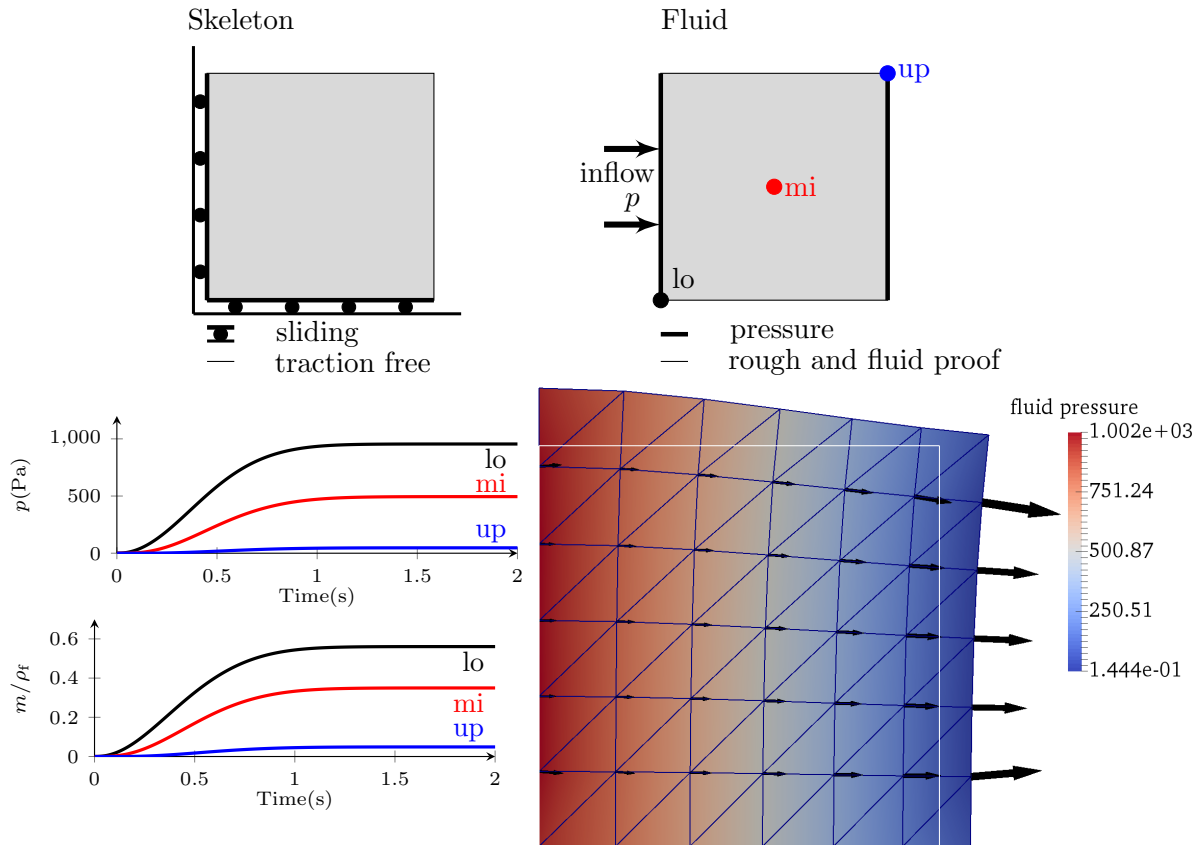 Skeleton
sliding
traction free
Fluid
up
inflow
p
mi
lo
pressure
rough and fluid proof
p(Pa)
1,000
500
0
lo
mi
up
0 0.5 1 1.5 2
Time(s)
m/ρf
0.6
0.4
0.2
0
lo
mi
up
0 0.5 1 1.5 2
Time(s)
fluid pressure
1.002e+03
751.24
500.87
250.51
1.444e-01